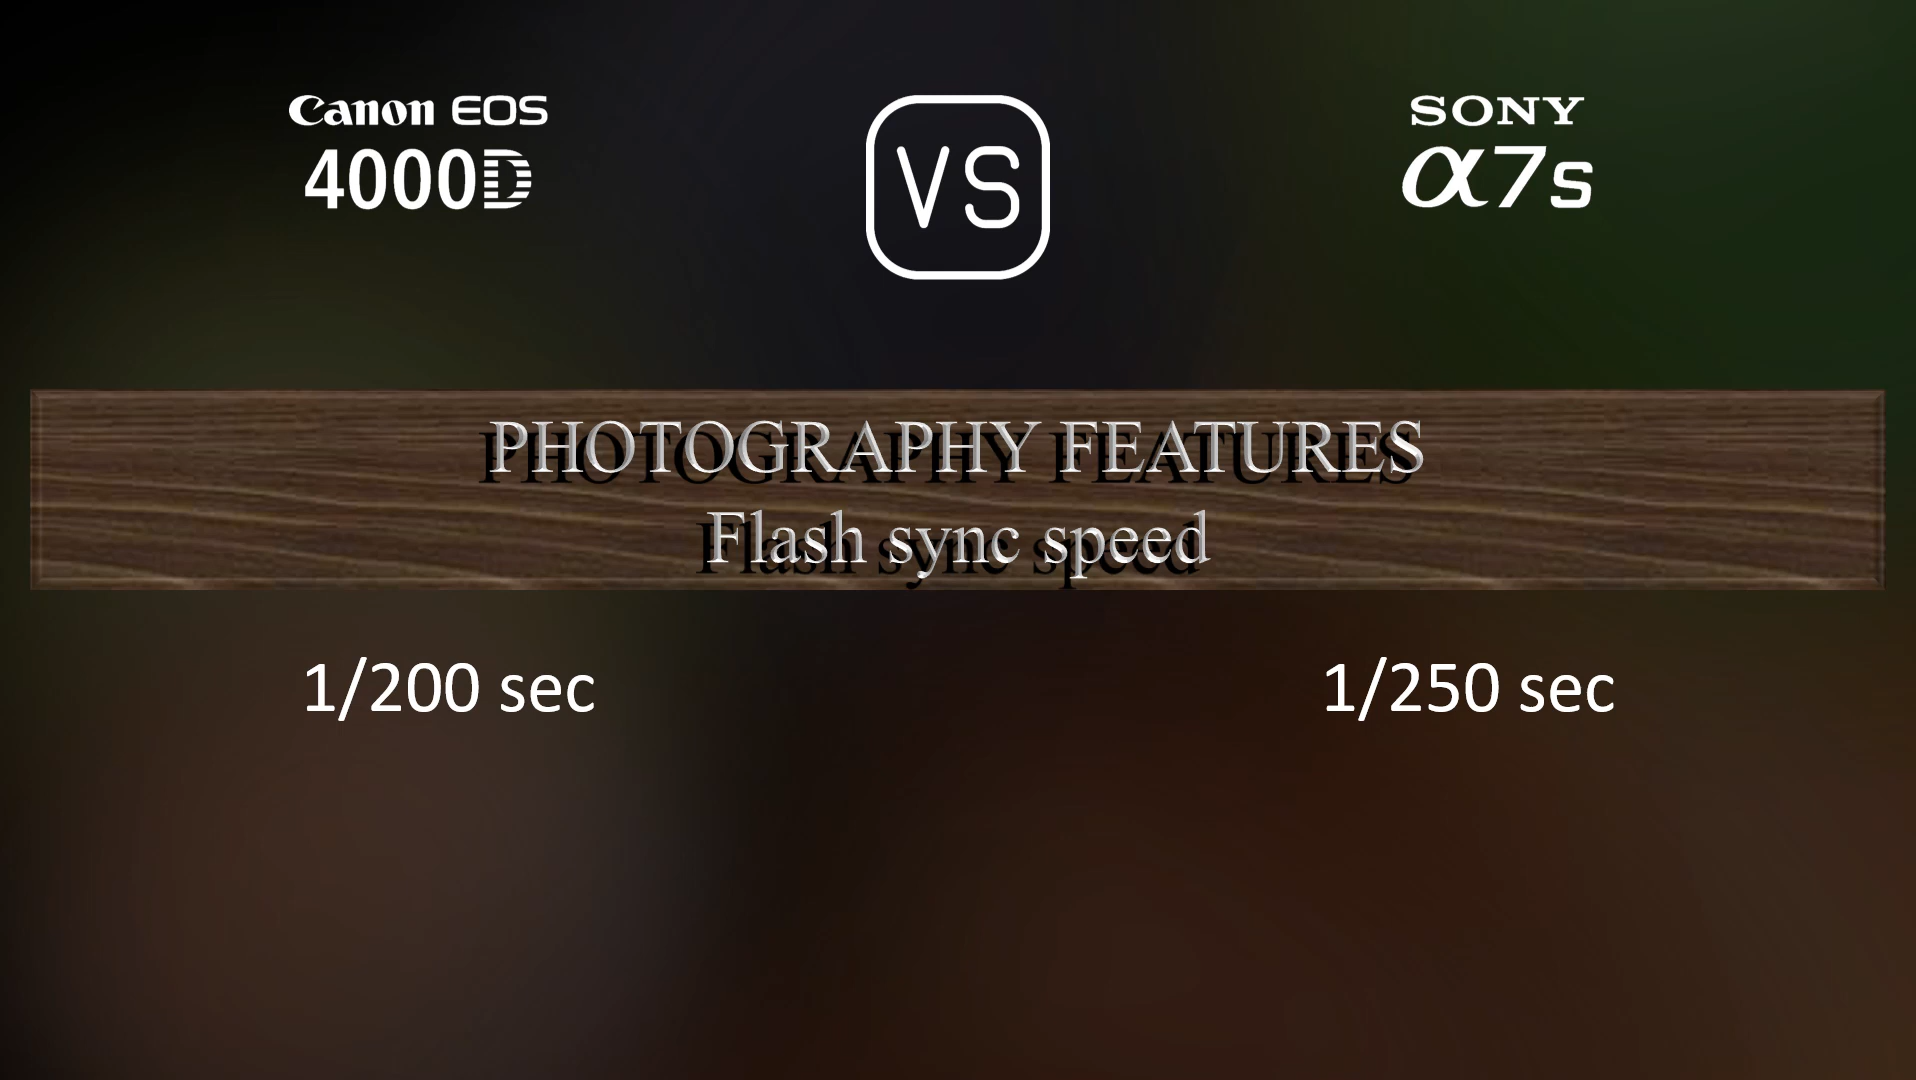 Canon EOS
4000D
VS
SONY
α7s
PHOTOGRAPHY FEATURES
Flash sync speed
1/200 sec
1/250 sec